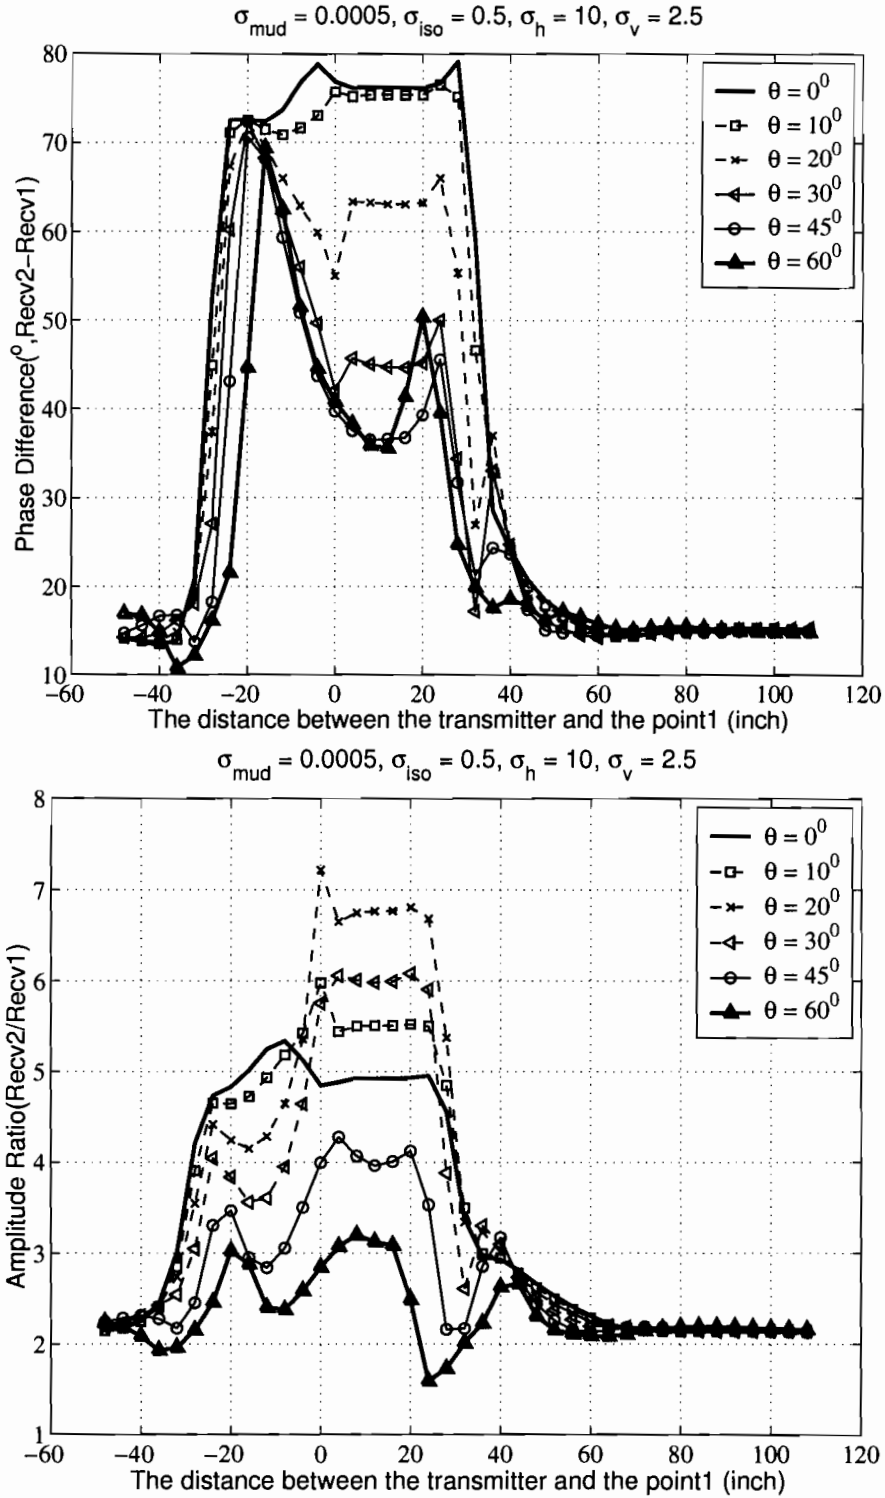 σmud = 0.0005, σiso = 0.5, σh = 10, σv = 2.5
80
70
60
50
40
30
20
10
Phase Difference(o,Recv2−Recv1)
θ = 0⁰
θ = 10⁰
θ = 20⁰
θ = 30⁰
θ = 45⁰
θ = 60⁰
−60 −40 −20 0 20 40 60 80 100 120
The distance between the transmitter and the point1 (inch)
σmud = 0.0005, σiso = 0.5, σh = 10, σv = 2.5
8
7
6
5
4
3
2
1
Amplitude Ratio(Recv2/Recv1)
θ = 0⁰
θ = 10⁰
θ = 20⁰
θ = 30⁰
θ = 45⁰
θ = 60⁰
−60 −40 −20 0 20 40 60 80 100 120
The distance between the transmitter and the point1 (inch)